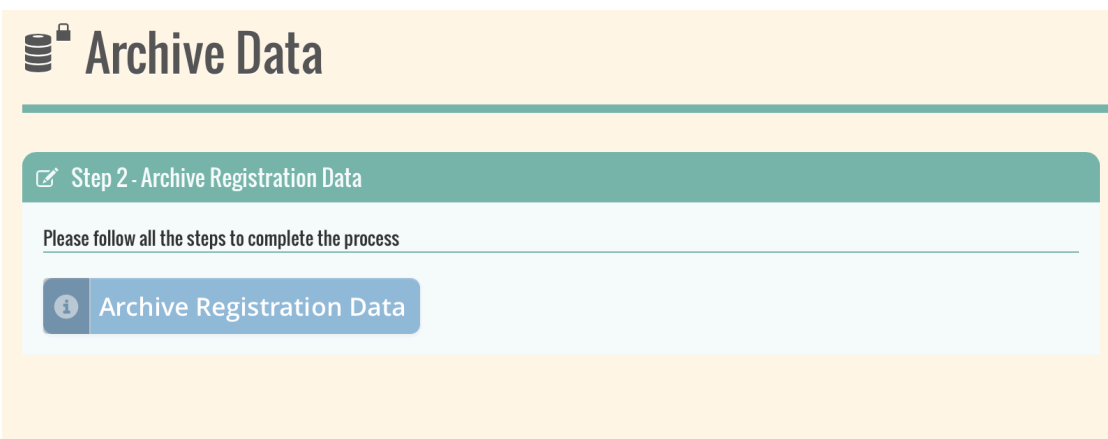 Archive Data
Step 2 - Archive Registration Data
Please follow all the steps to complete the process
Archive Registration Data